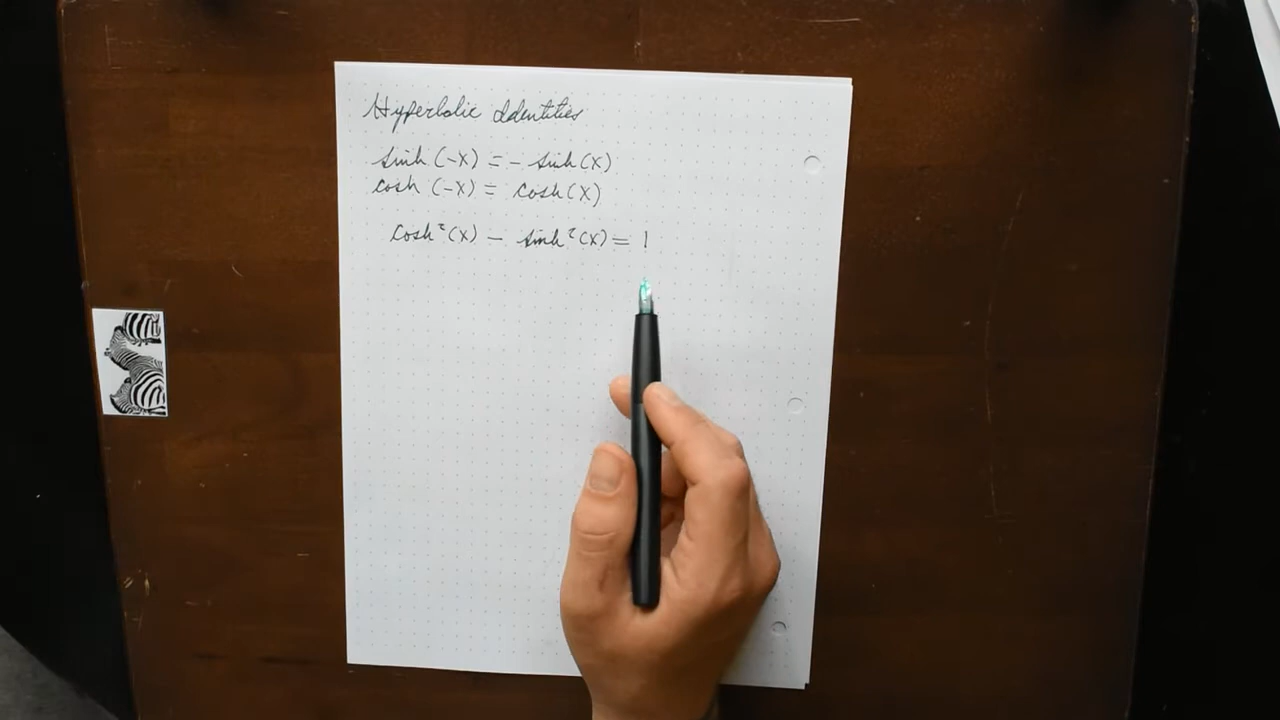 Hyperbolic Identities
sinh (-x) = - sinh(x)
cosh (-x) = cosh(x)
cosh²(x) - sinh²(x) = 1